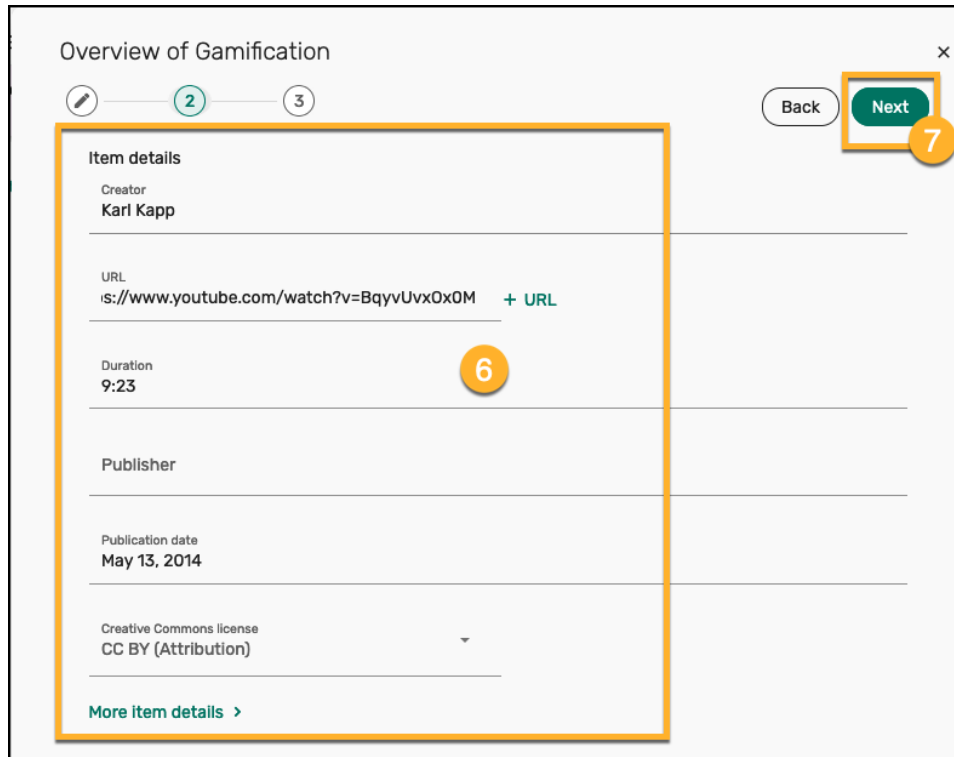 Overview of Gamification
×
2
3
Back
Next
7
Item details
Creator
Karl Kapp
URL
os://www.youtube.com/watch?v=BqyvUvxOx0M
+ URL
Duration
9:23
6
Publisher
Publication date
May 13, 2014
Creative Commons license
CC BY (Attribution)
More item details >